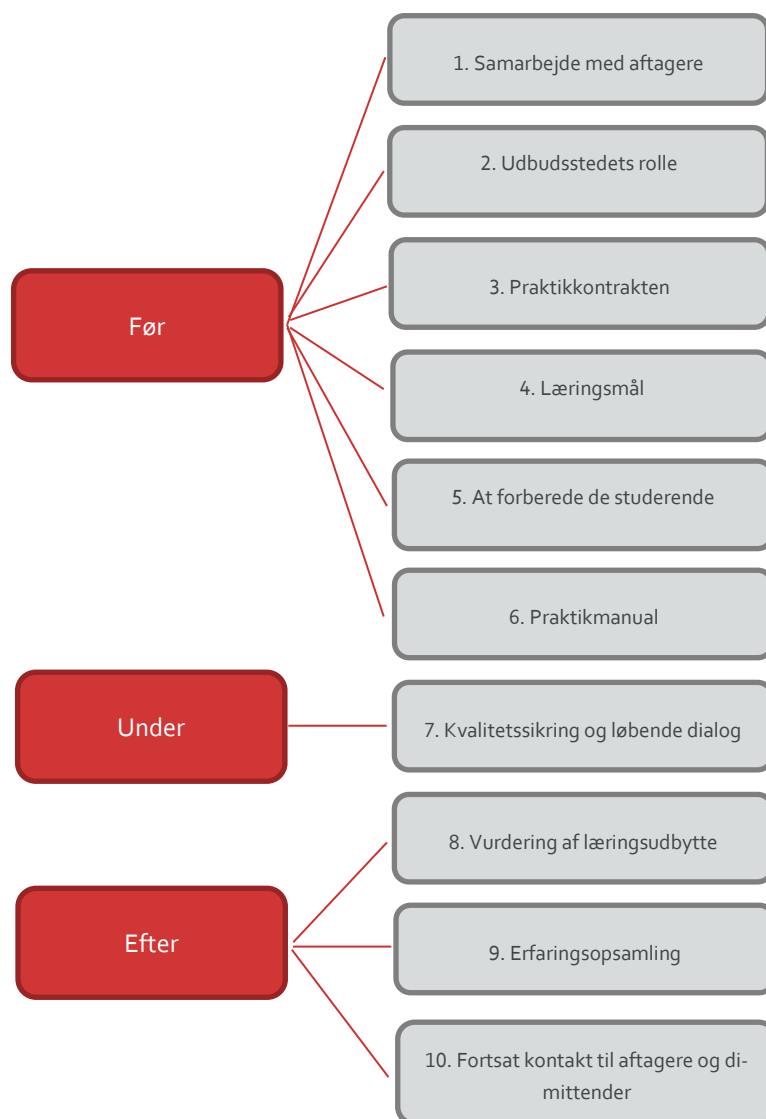 1. Samarbejde med aftagere
2. Udbudsstedets rolle
Før
3. Praktikkontrakten
4. Læringsmål
5. At forberede de studerende
6. Praktikmanual
Under
7. Kvalitetssikring og løbende dialog
8. Vurdering af læringsudbytte
Efter
9. Erfaringsopsamling
10. Fortsat kontakt til aftagere og di-
mittender